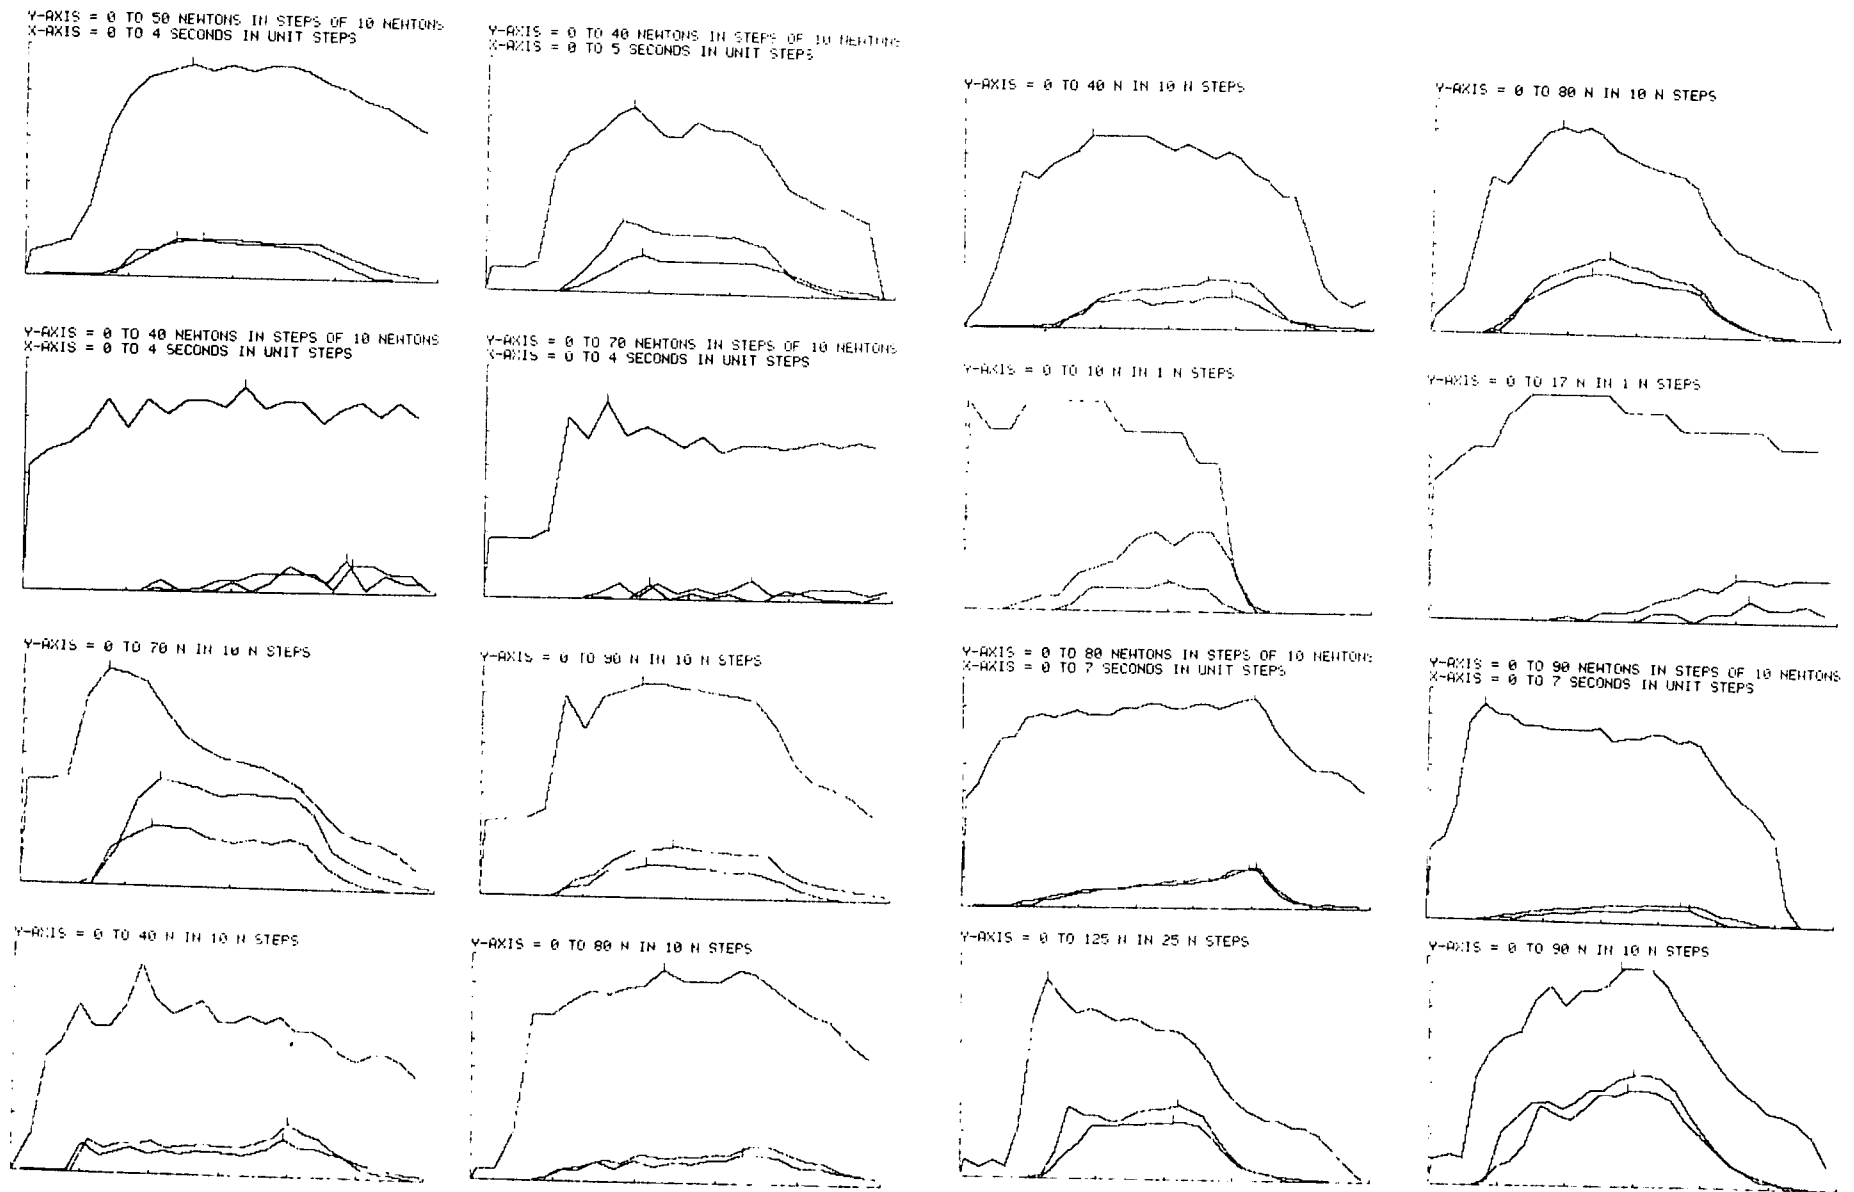 Y-AXIS = 0 TO 50 NEWTONS IN STEPS OF 10 NEWTONS
X-AXIS = 0 TO 4 SECONDS IN UNIT STEPS
Y-AXIS = 0 TO 40 NEWTONS IN STEPS OF 10 NEWTONS
X-AXIS = 0 TO 5 SECONDS IN UNIT STEPS
Y-AXIS = 0 TO 40 N IN 10 N STEPS
Y-AXIS = 0 TO 80 N IN 10 N STEPS
Y-AXIS = 0 TO 40 NEWTONS IN STEPS OF 10 NEWTONS
X-AXIS = 0 TO 4 SECONDS IN UNIT STEPS
Y-AXIS = 0 TO 70 NEWTONS IN STEPS OF 10 NEWTONS
X-AXIS = 0 TO 4 SECONDS IN UNIT STEPS
Y-AXIS = 0 TO 10 N IN 1 N STEPS
Y-AXIS = 0 TO 17 N IN 1 N STEPS
Y-AXIS = 0 TO 70 N IN 10 N STEPS
Y-AXIS = 0 TO 90 N IN 10 N STEPS
Y-AXIS = 0 TO 80 NEWTONS IN STEPS OF 10 NEWTONS
X-AXIS = 0 TO 7 SECONDS IN UNIT STEPS
Y-AXIS = 0 TO 90 NEWTONS IN STEPS OF 10 NEWTONS
X-AXIS = 0 TO 7 SECONDS IN UNIT STEPS
Y-AXIS = 0 TO 40 N IN 10 N STEPS
Y-AXIS = 0 TO 80 N IN 10 N STEPS
Y-AXIS = 0 TO 125 N IN 25 N STEPS
Y-AXIS = 0 TO 90 N IN 10 N STEPS